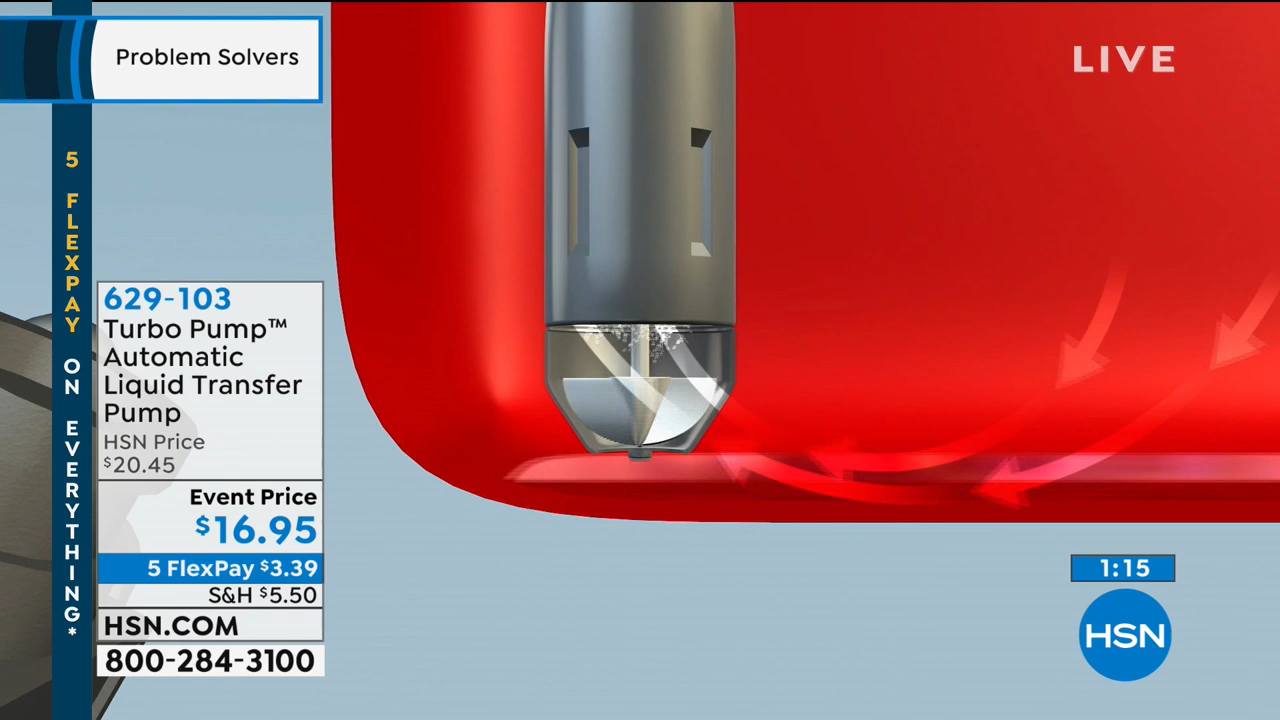 Problem Solvers
LIVE
5 FLEXPAY ON EVERYTHING*
629-103
Turbo Pump™
Automatic
Liquid Transfer
Pump
HSN Price
$20.45
Event Price
$16.95
5 FlexPay $3.39
S&H $5.50
HSN.COM
800-284-3100
1:15
HSN